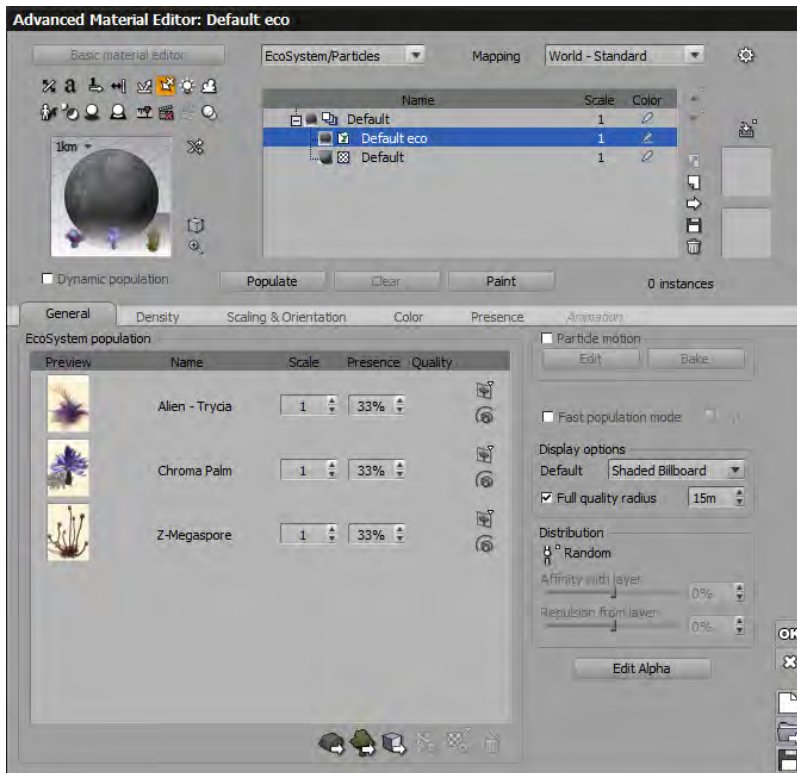 Advanced Material Editor: Default eco
Basic material editor EcoSystem/Particles Mapping World - Standard
Name Scale Color
Default 1
Default eco 1
Default 1
1km
Dynamic population Populate Clear Paint 0 instances
General Density Scaling & Orientation Color Presence Animation
EcoSystem population
Preview Name Scale Presence Quality
Alien - Trycia 1 33%
Chroma Palm 1 33%
Z-Megaspore 1 33%
Particle motion
Edit Bake
Fast population mode
Display options
Default Shaded Billboard
Full quality radius 15m
Distribution
Random
Affinity with layer
0%
Repulsion from layer
0%
Edit Alpha
OK